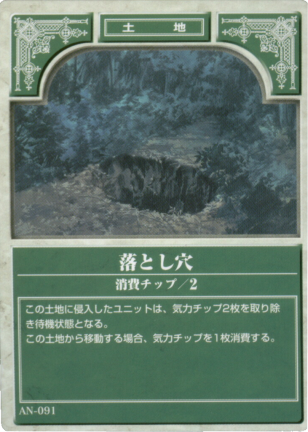 土地
落とし穴
消費チップ/2
この土地に侵入したユニットは、気力チップ2枚を取り除
き待機状態となる。
この土地から移動する場合、気力チップを1枚消費する。
AN-091